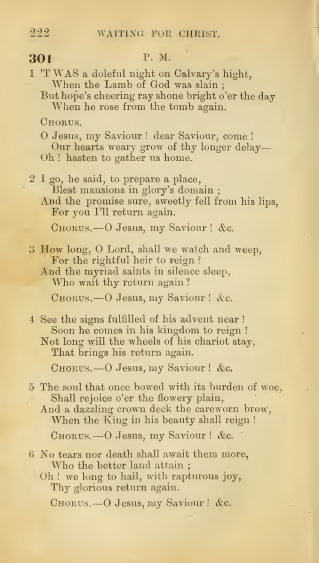 222 WAITING FOR CHRIST.
301 P. M.
1 'T WAS a doleful night on Calvary's hight,
When the Lamb of God was slain ;
But hope's cheering ray shone bright o'er the day
When he rose from the tomb again.
CHORUS.
O Jesus, my Saviour ! dear Saviour, come !
Our hearts weary grow of thy longer delay—
Oh ! hasten to gather us home.
2 I go, he said, to prepare a place,
Blest mansions in glory's domain ;
And the promise sure, sweetly fell from his lips,
For you I'll return again.
CHORUS.—O Jesus, my Saviour ! &c.
3 How long, O Lord, shall we watch and weep,
For the rightful heir to reign ?
And the myriad saints in silence sleep,
Who wait thy return again ?
CHORUS.—O Jesus, my Saviour ! &c.
4 See the signs fulfilled of his advent near !
Soon he comes in his kingdom to reign !
Not long will the wheels of his chariot stay,
That brings his return again.
CHORUS.—O Jesus, my Saviour ! &c.
5 The soul that once bowed with its burden of woe,
Shall rejoice o'er the flowery plain,
And a dazzling crown deck the careworn brow,
When the King in his beauty shall reign !
CHORUS.—O Jesus, my Saviour ! &c.
6 No tears nor death shall await them more,
Who the better land attain ;
Oh ! we long to hail, with rapturous joy,
Thy glorious return again.
CHORUS.—O Jesus, my Saviour ! &c.